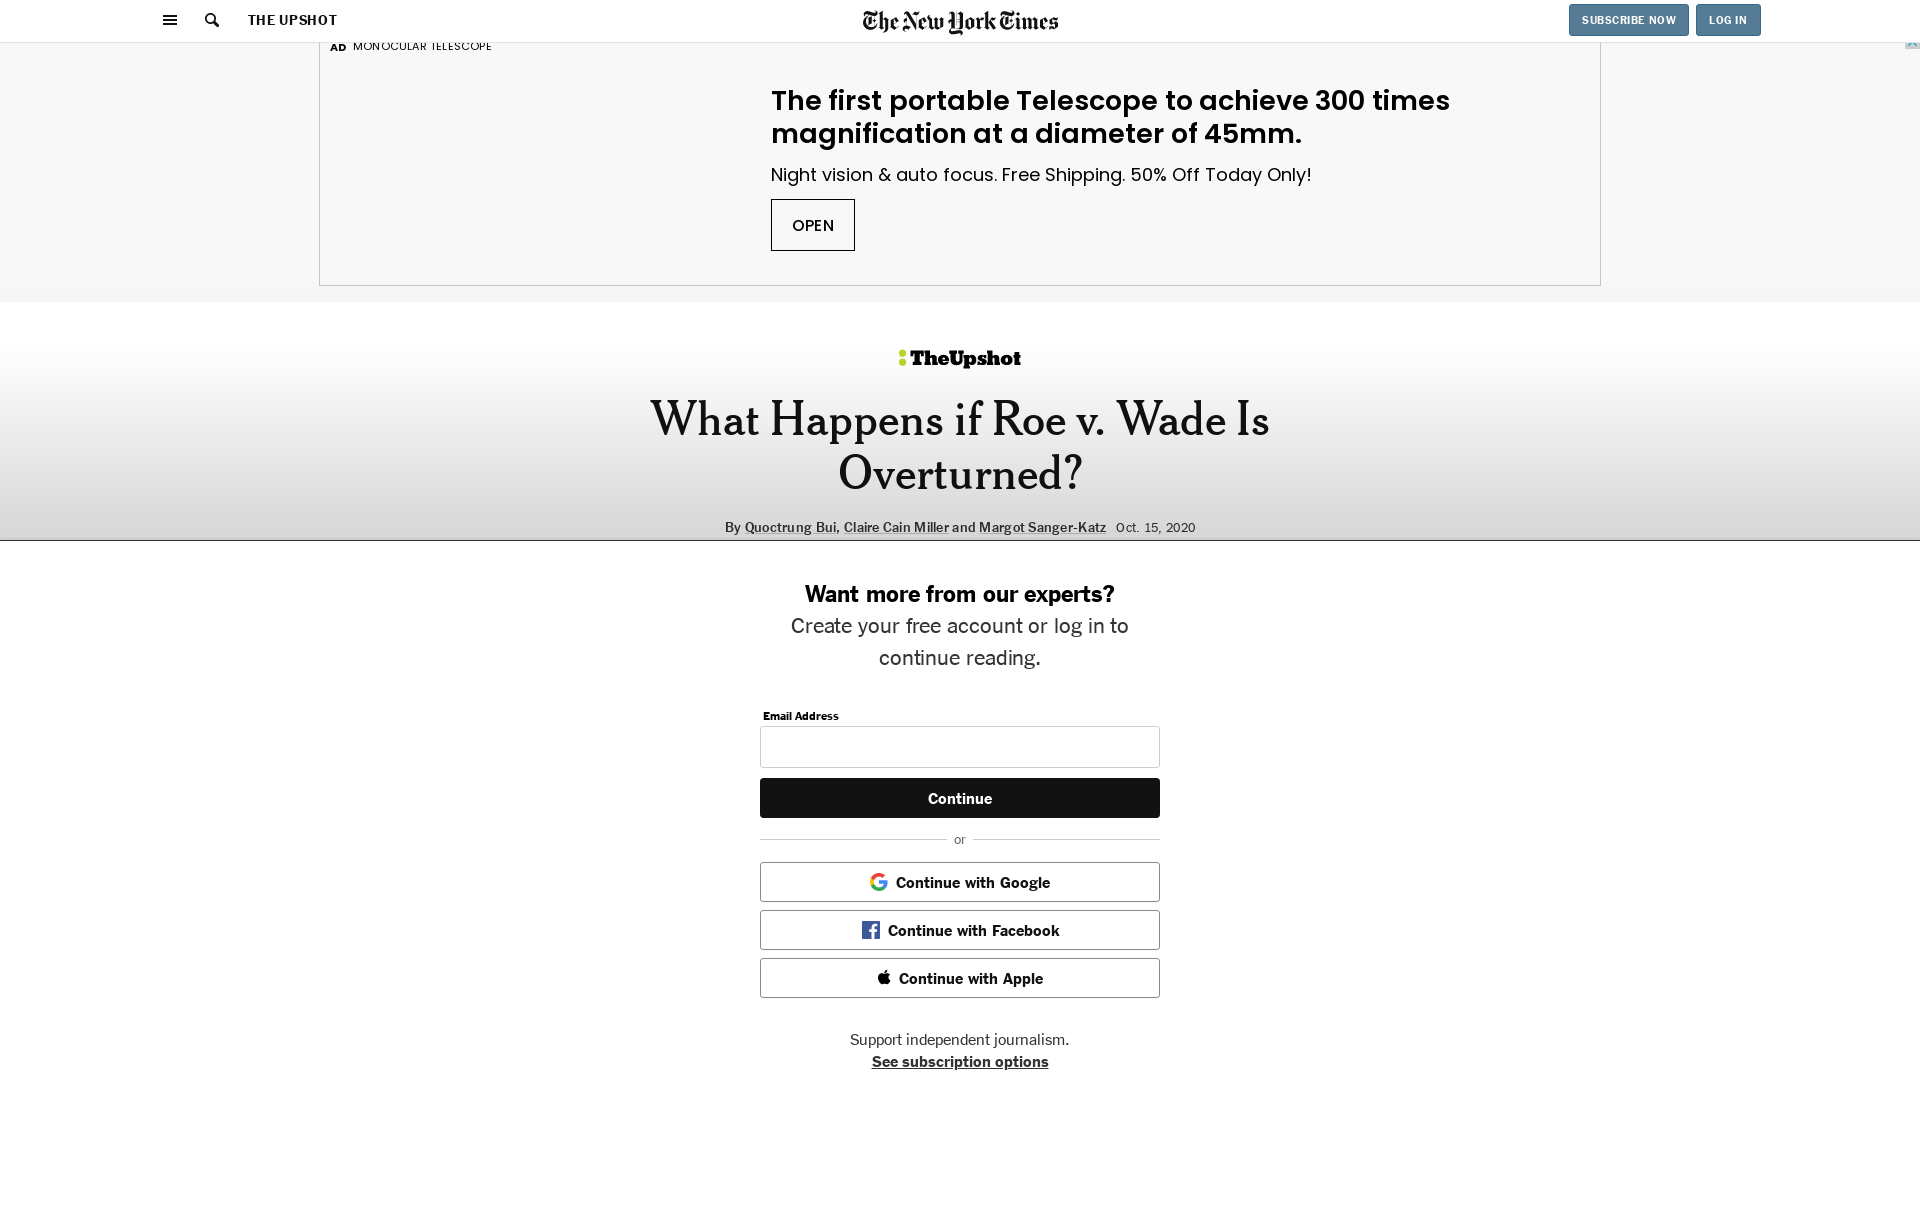 THE UPSHOT
The New York Times
SUBSCRIBE NOW
LOG IN
AD MONOCULAR TELESCOPE
The first portable Telescope to achieve 300 times
magnification at a diameter of 45mm.
Night vision & auto focus. Free Shipping. 50% Off Today Only!
OPEN
TheUpshot
What Happens if Roe v. Wade Is
Overturned?
By Quoctrung Bui, Claire Cain Miller and Margot Sanger-Katz Oct. 15, 2020
Want more from our experts?
Create your free account or log in to
continue reading.
Email Address
Continue
or
Continue with Google
Continue with Facebook
Continue with Apple
Support independent journalism.
See subscription options